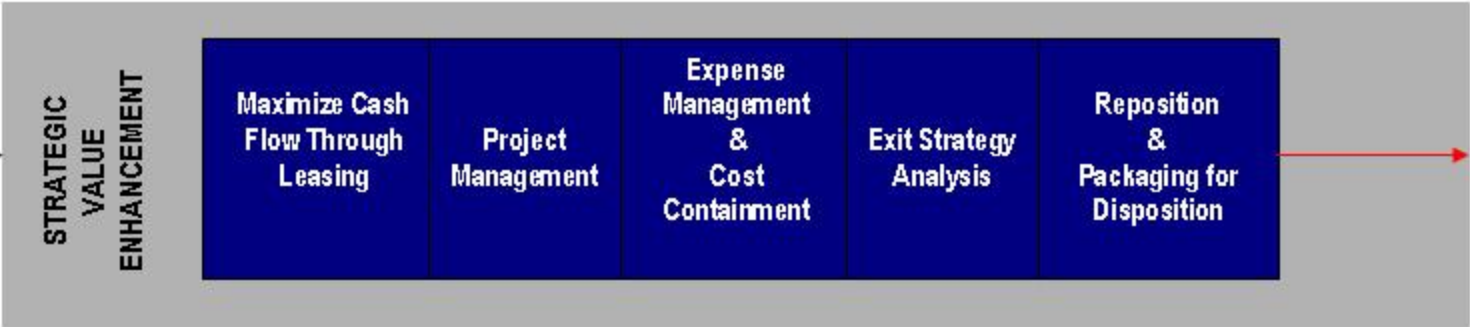 STRATEGIC
VALUE
ENHANCEMENT
Maximize Cash
Flow Through
Leasing
Project
Management
Expense
Management
&
Cost
Containment
Exit Strategy
Analysis
Reposition
&
Packaging for
Disposition